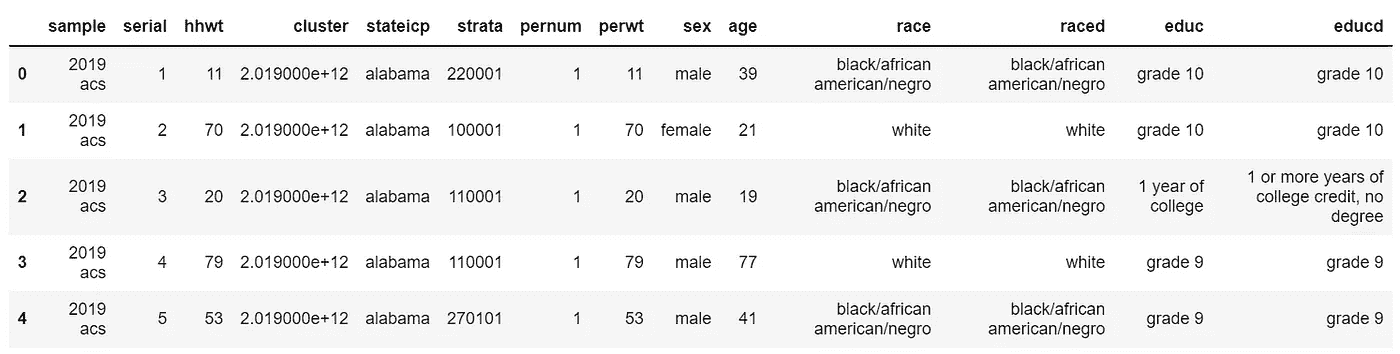 sample serial hhwt cluster stateicp strata pernum perwt sex age race raced educ educd
0 2019 acs 1 11 2.019000e+12 alabama 220001 1 11 male 39 black/african american/negro black/african american/negro grade 10 grade 10
1 2019 acs 2 70 2.019000e+12 alabama 100001 1 70 female 21 white white grade 10 grade 10
2 2019 acs 3 20 2.019000e+12 alabama 110001 1 20 male 19 black/african american/negro black/african american/negro 1 year of college 1 or more years of college credit, no degree
3 2019 acs 4 79 2.019000e+12 alabama 110001 1 79 male 77 white white grade 9 grade 9
4 2019 acs 5 53 2.019000e+12 alabama 270101 1 53 male 41 black/african american/negro black/african american/negro grade 9 grade 9